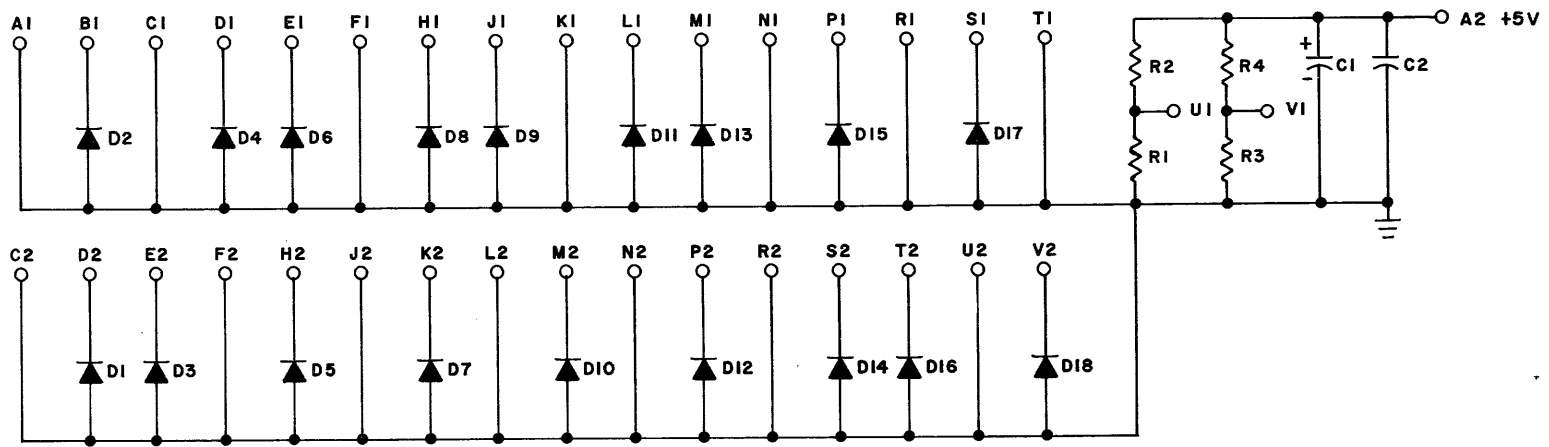 A1 B1 C1 D1 E1 F1 H1 J1 K1 L1 M1 N1 P1 R1 S1 T1 A2 +5V
+
R2 R4 C1 C2
-
U1 V1
D2 D4 D6 D8 D9 D11 D13 D15 D17
R1 R3
C2 D2 E2 F2 H2 J2 K2 L2 M2 N2 P2 R2 S2 T2 U2 V2
D1 D3 D5 D7 D10 D12 D14 D16 D18